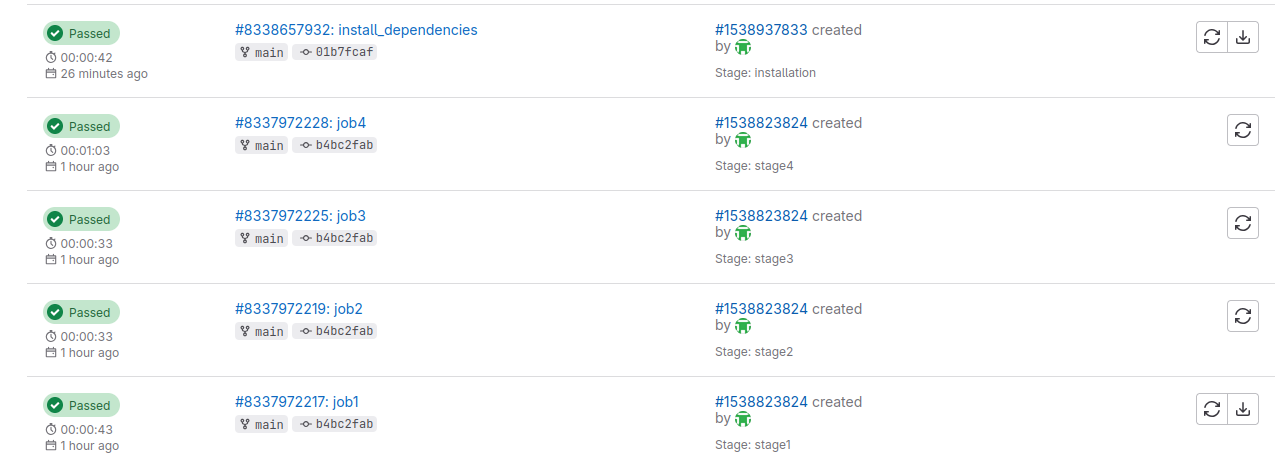 Passed
#8338657932: install_dependencies
#1538937833 created
main 01b7fcaf
by
00:00:42
26 minutes ago
Stage: installation
Passed
#8337972228: job4
#1538823824 created
main b4bc2fab
by
00:01:03
1 hour ago
Stage: stage4
Passed
#8337972225: job3
#1538823824 created
main b4bc2fab
by
00:00:33
1 hour ago
Stage: stage3
Passed
#8337972219: job2
#1538823824 created
main b4bc2fab
by
00:00:33
1 hour ago
Stage: stage2
Passed
#8337972217: job1
#1538823824 created
main b4bc2fab
by
00:00:43
1 hour ago
Stage: stage1